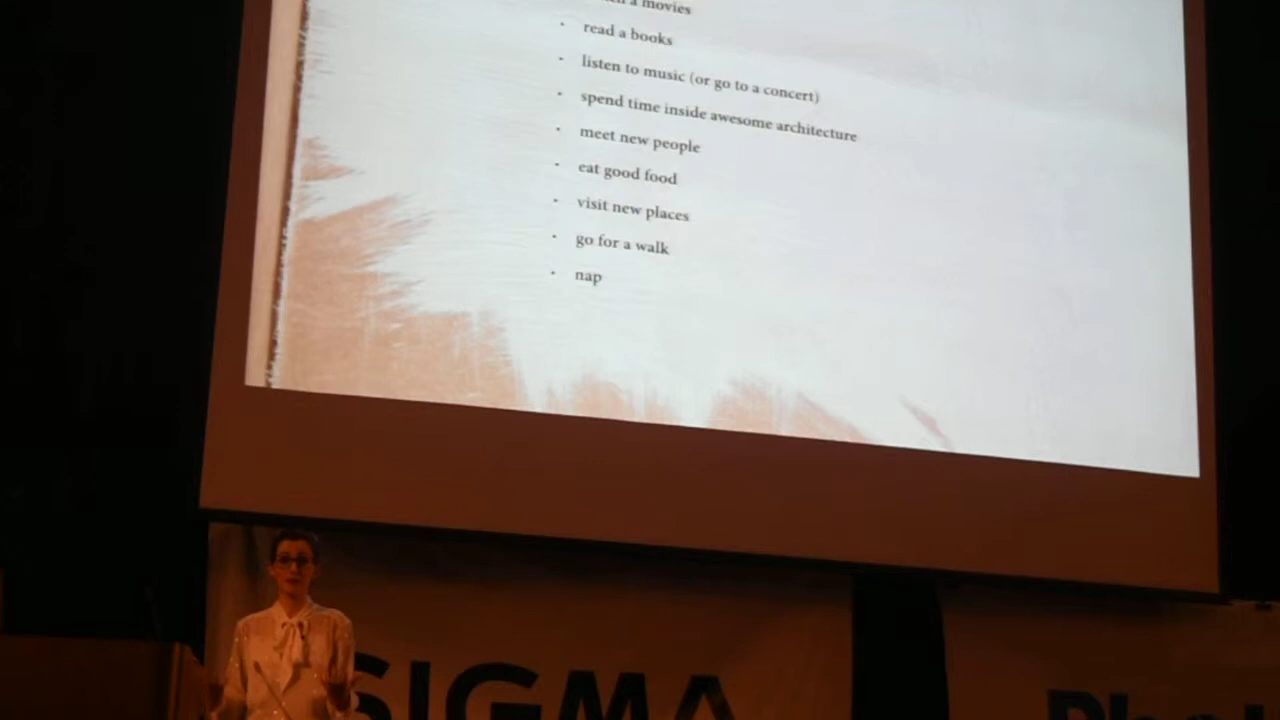 a movies
read a books
listen to music (or go to a concert)
spend time inside awesome architecture
meet new people
eat good food
visit new places
go for a walk
nap
SIGMA